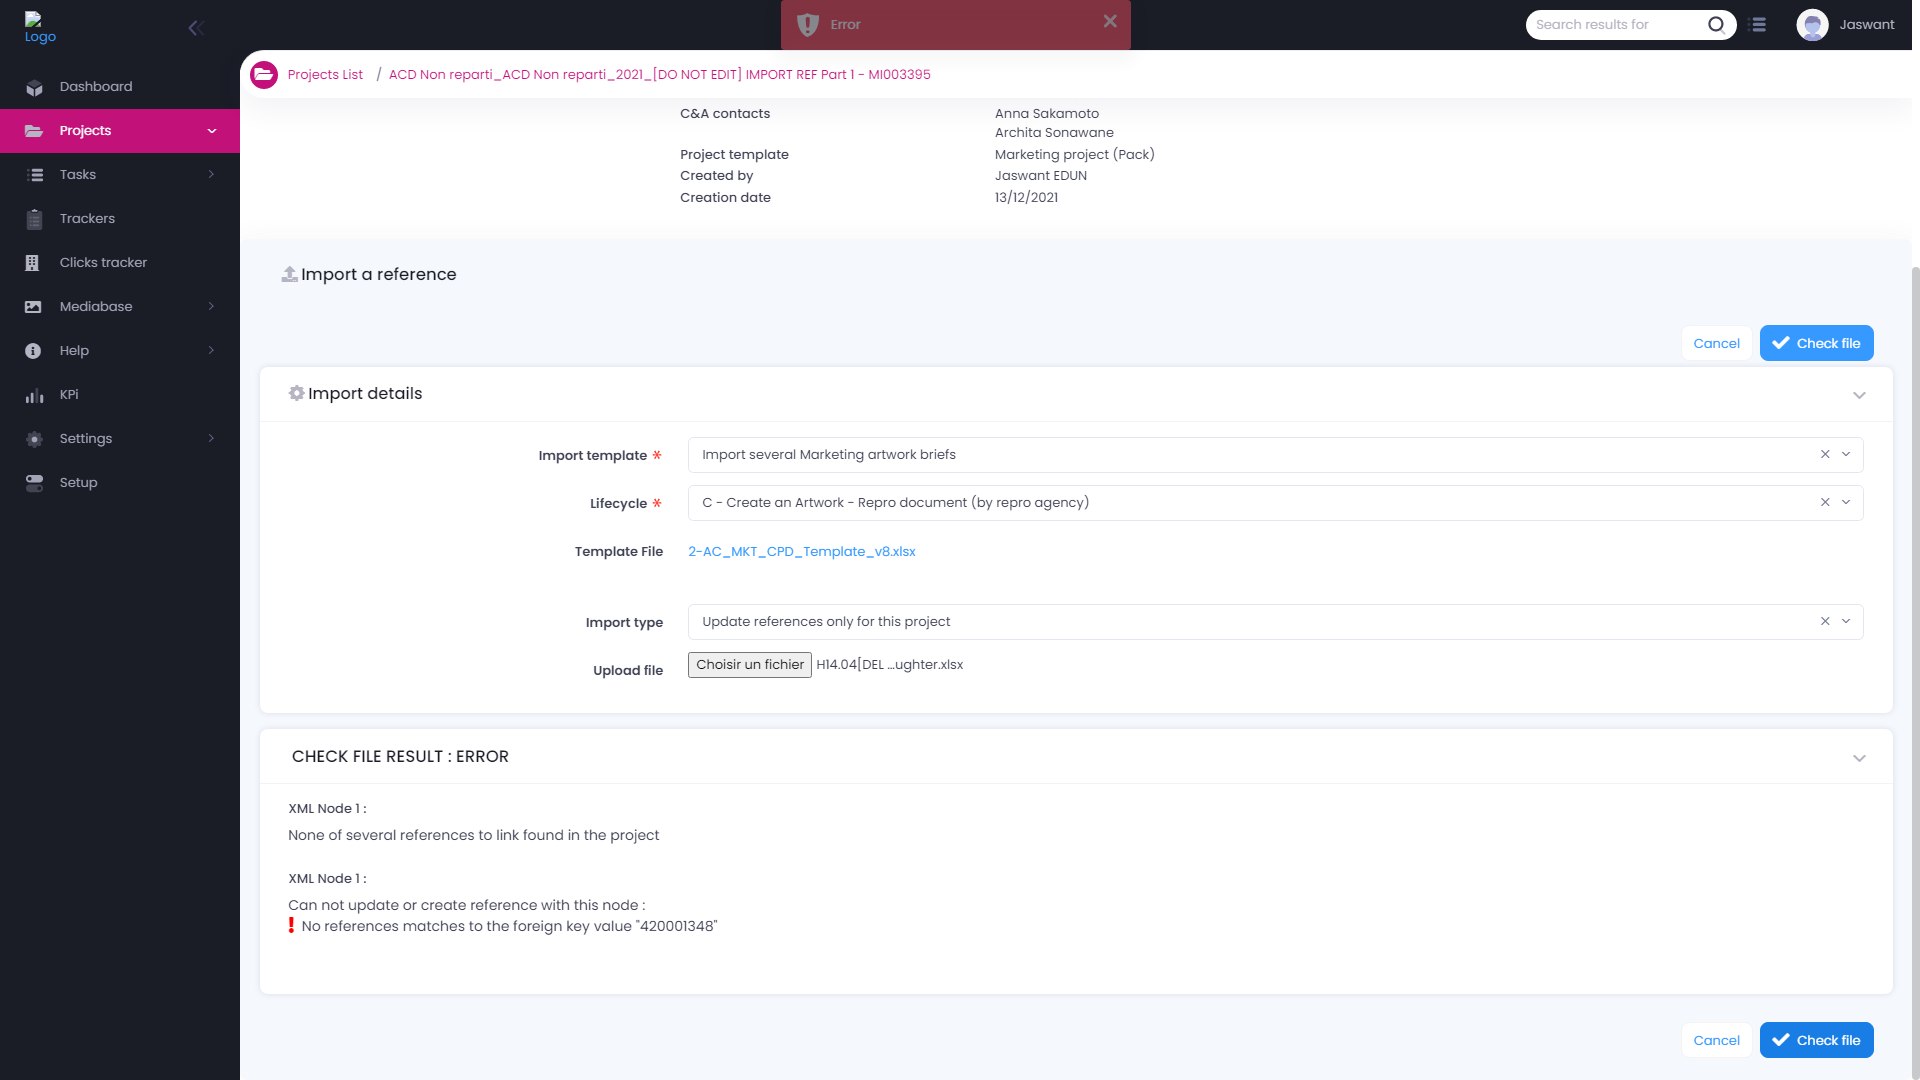 Logo
Error
Search results for
Jaswant
Dashboard
Projects
Tasks
Trackers
Clicks tracker
Mediabase
Help
KPi
Settings
Setup
Projects List / ACD Non reparti_ACD Non reparti_2021_[DO NOT EDIT] IMPORT REF Part 1 - MI003395
C&A contacts Anna Sakamoto
Archita Sonawane
Project template Marketing project (Pack)
Created by Jaswant EDUN
Creation date 13/12/2021
Import a reference
Cancel Check file
Import details
Import template * Import several Marketing artwork briefs
Lifecycle * C - Create an Artwork - Repro document (by repro agency)
Template File 2-AC_MKT_CPD_Template_v8.xlsx
Import type Update references only for this project
Upload file Choisir un fichier H14.04[DEL ...ughter.xlsx
CHECK FILE RESULT : ERROR
XML Node 1 :
None of several references to link found in the project
XML Node 1 :
Can not update or create reference with this node :
No references matches to the foreign key value "420001348"
Cancel Check file